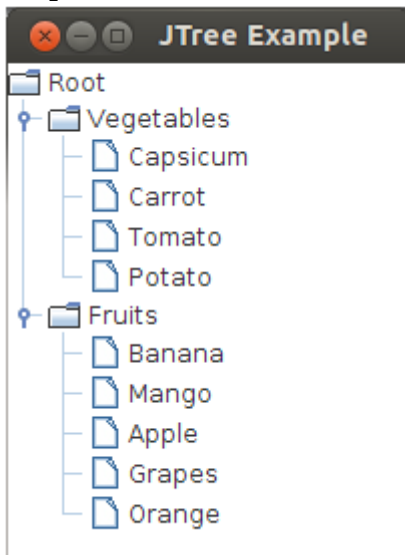 JTree Example
Root
Vegetables
Capsicum
Carrot
Tomato
Potato
Fruits
Banana
Mango
Apple
Grapes
Orange